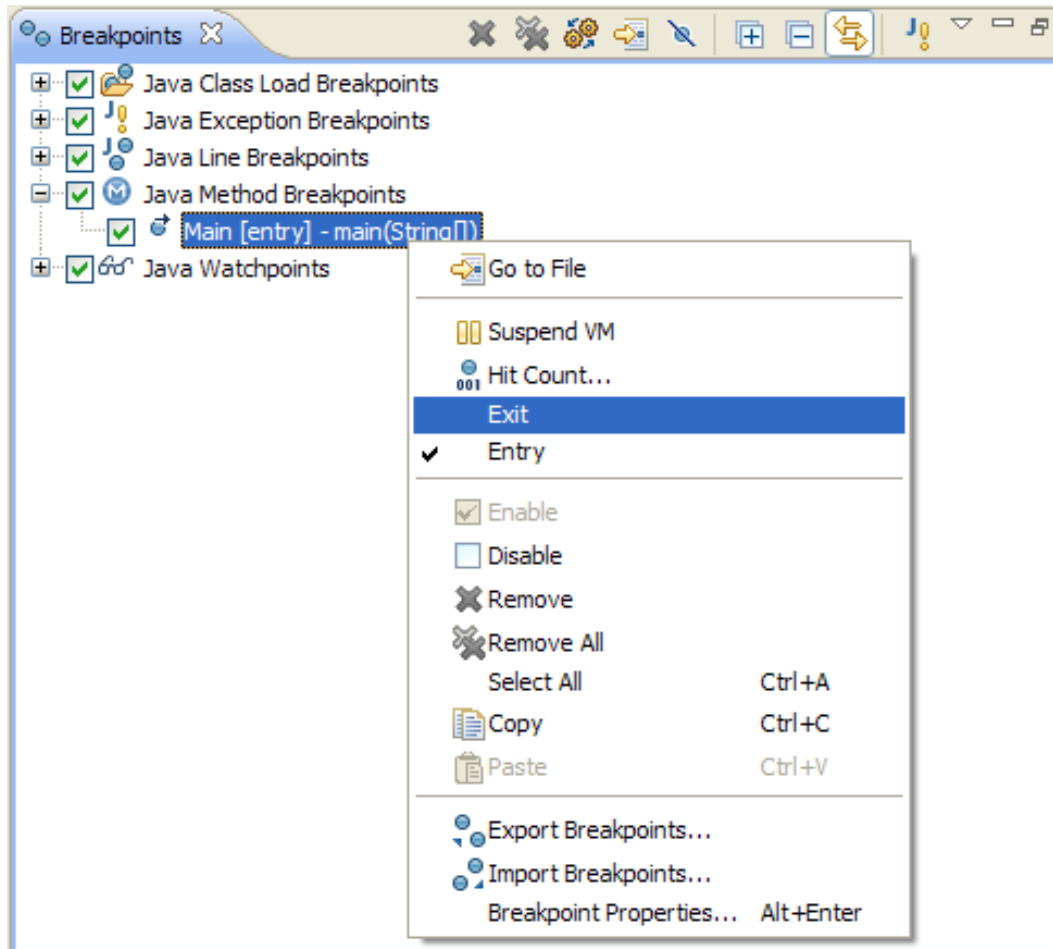 Breakpoints
Java Class Load Breakpoints
Java Exception Breakpoints
Java Line Breakpoints
Java Method Breakpoints
Main [entry] - main(String[])
Java Watchpoints
Go to File
Suspend VM
001 Hit Count...
Exit
Entry
Enable
Disable
Remove
Remove All
Select All Ctrl+A
Copy Ctrl+C
Paste Ctrl+V
Export Breakpoints...
Import Breakpoints...
Breakpoint Properties... Alt+Enter